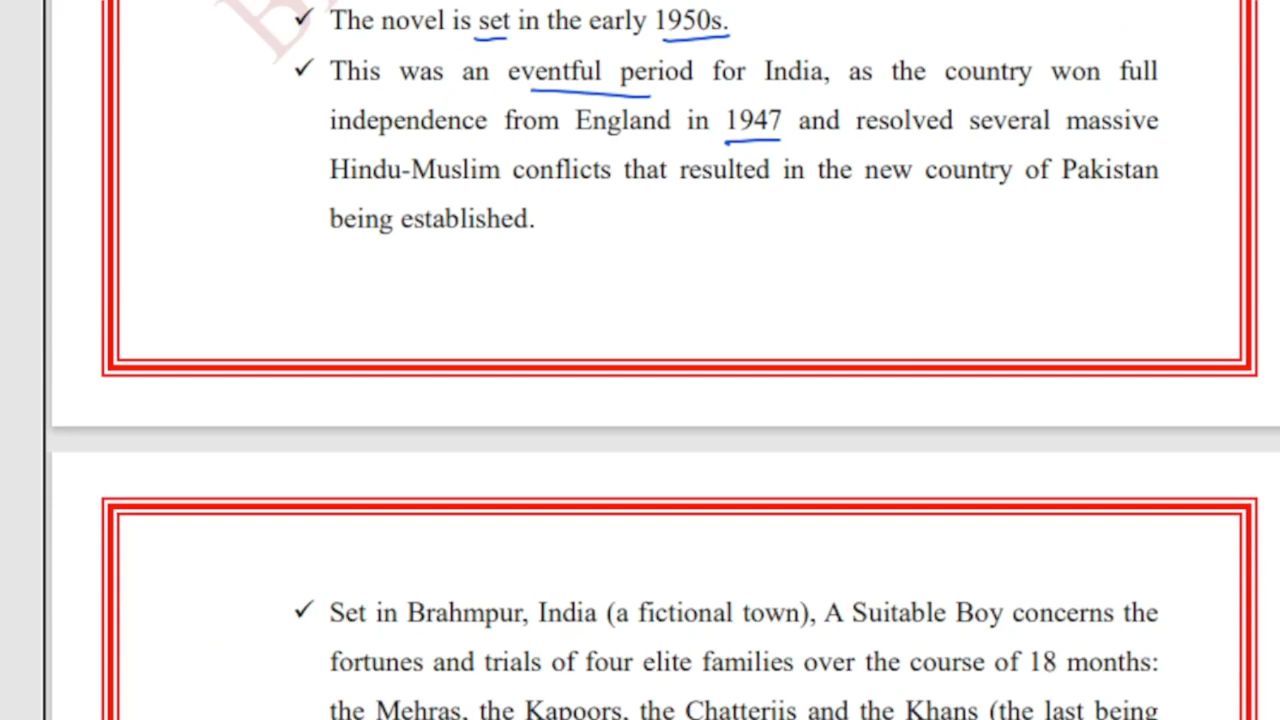 ✓ The novel is set in the early 1950s.
✓ This was an eventful period for India, as the country won full
independence from England in 1947 and resolved several massive
Hindu-Muslim conflicts that resulted in the new country of Pakistan
being established.
✓ Set in Brahmpur, India (a fictional town), A Suitable Boy concerns the
fortunes and trials of four elite families over the course of 18 months:
the Mehras, the Kapoors, the Chatterjis and the Khans (the last being